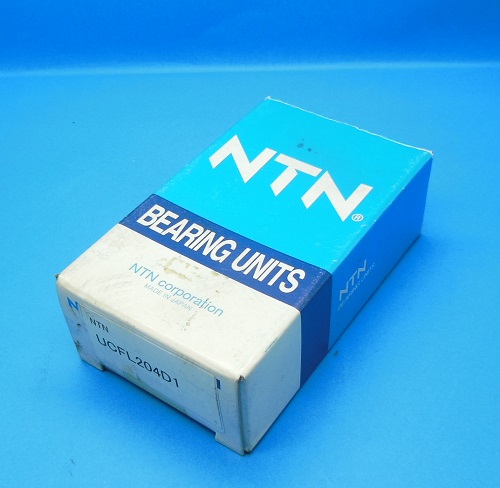 NTN®
BEARING UNITS
NTN corporation
MADE IN JAPAN
NTN
UCFL204D1
NTN